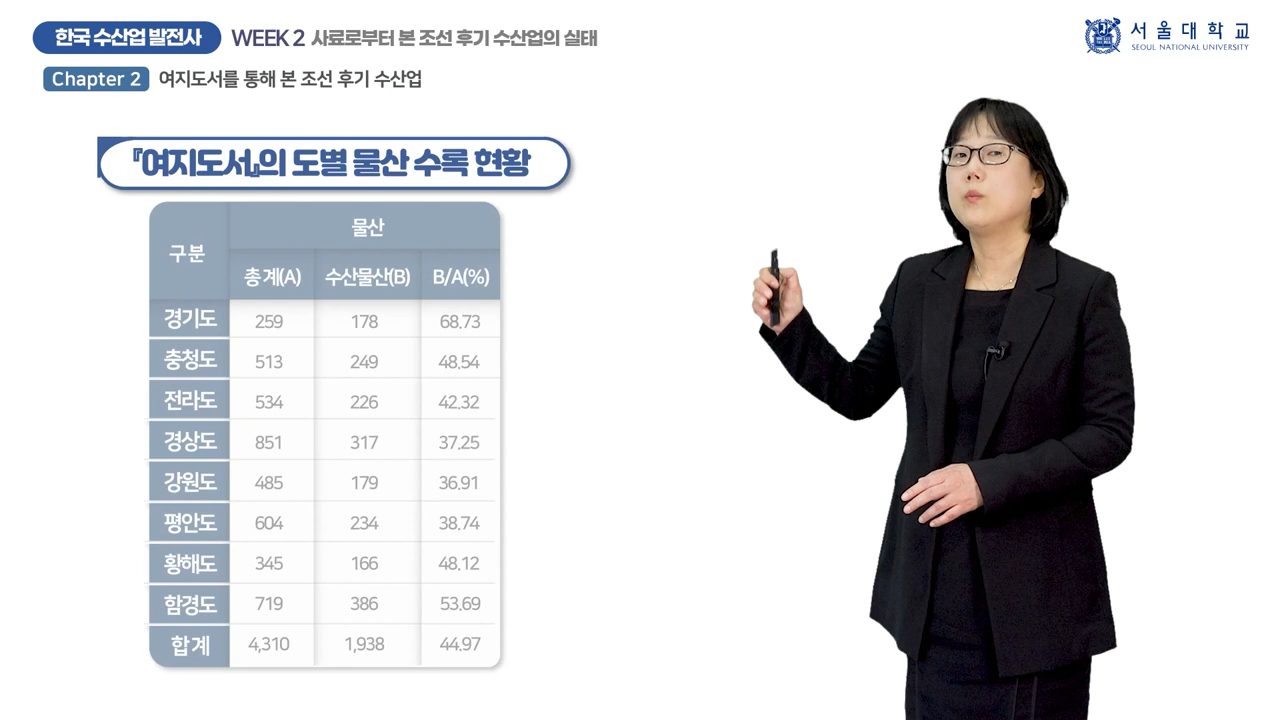 한국 수산업 발전사 WEEK 2 사료로부터 본 조선 후기 수산업의 실태
서울대학교
SEOUL NATIONAL UNIVERSITY
Chapter 2 여지도서를 통해 본 조선 후기 수산업
『여지도서』의 도별 물산 수록 현황
구분 물산
총계(A) 수산물산(B) B/A(%)
경기도 259 178 68.73
충청도 513 249 48.54
전라도 534 226 42.32
경상도 851 317 37.25
강원도 485 179 36.91
평안도 604 234 38.74
황해도 345 166 48.12
함경도 719 386 53.69
합계 4,310 1,938 44.97